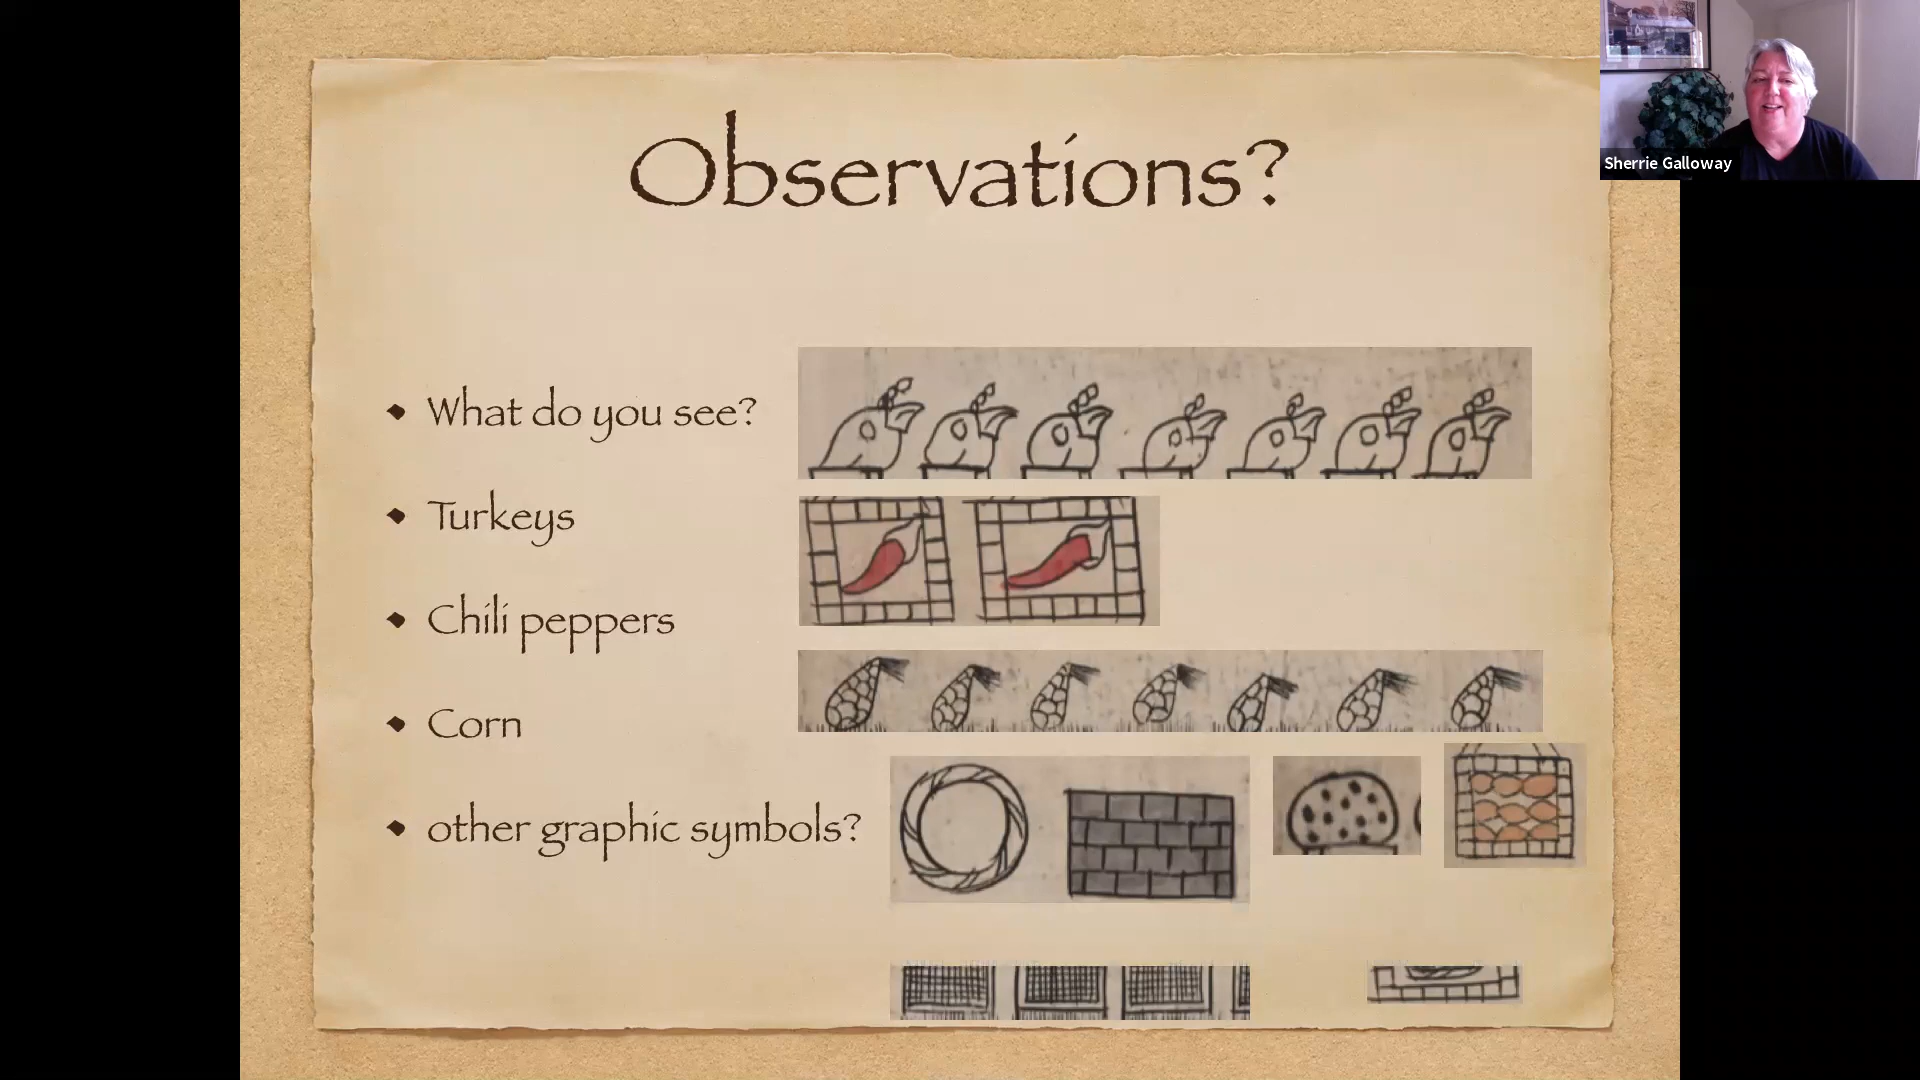 Observations?
What do you see?
Turkeys
Chili peppers
Corn
other graphic symbols?
Sherrie Galloway